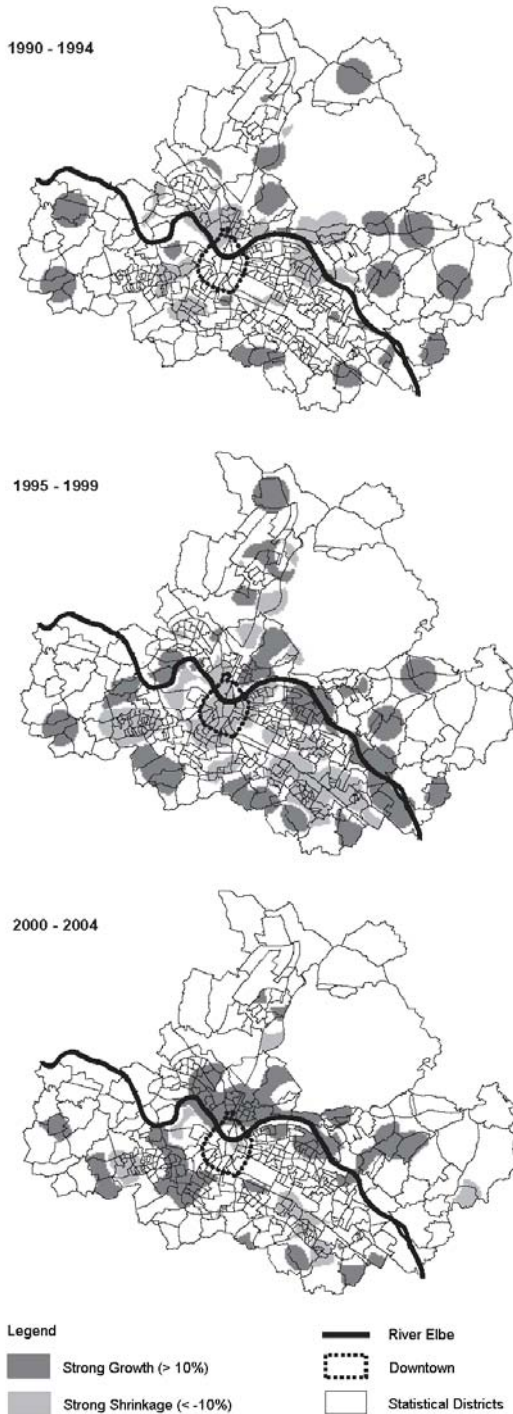 1990 - 1994
1995 - 1999
2000 - 2004
Legend
Strong Growth (> 10%)
Strong Shrinkage (< -10%)
River Elbe
Downtown
Statistical Districts